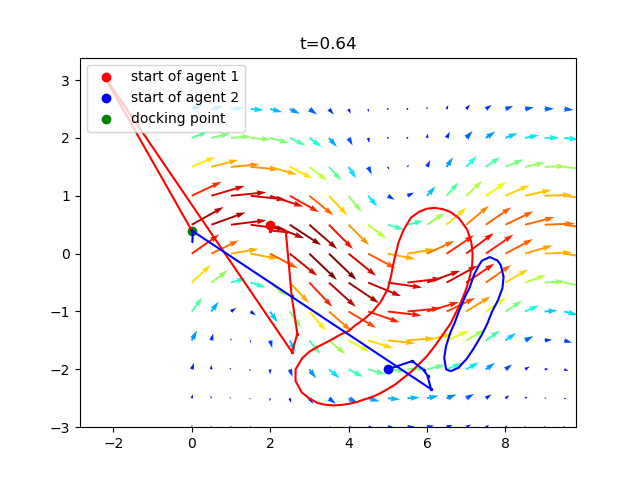 t=0.64
start of agent 1
start of agent 2
docking point
3
2
1
0
−1
−2
−3
−2 0 2 4 6 8